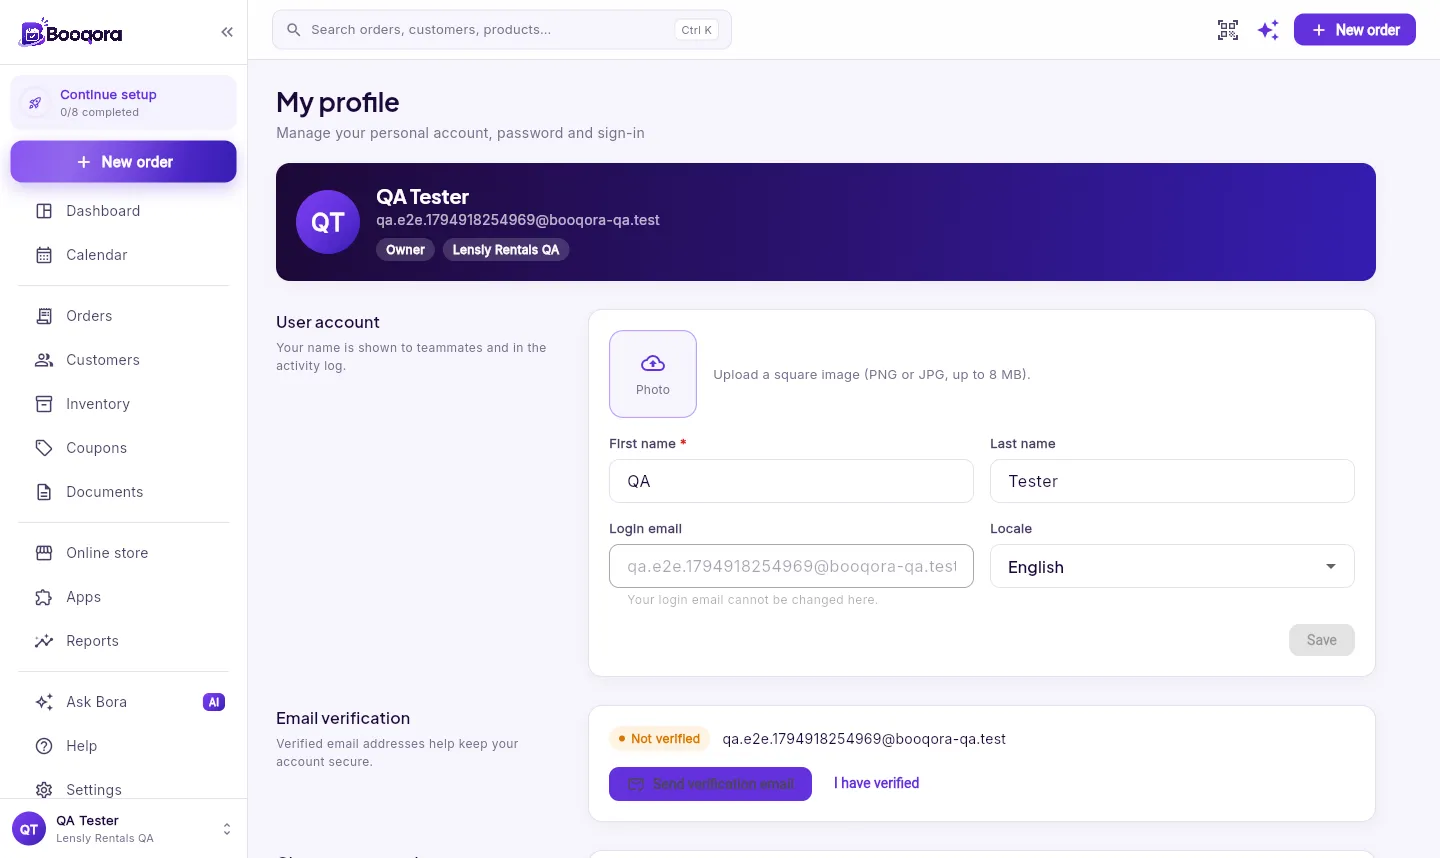 Booqora
Search orders, customers, products...
Ctrl K
New order
Continue setup
0/8 completed
New order
Dashboard
Calendar
Orders
Customers
Inventory
Coupons
Documents
Online store
Apps
Reports
Ask Bora
AI
Help
Settings
QT
QA Tester
Lensly Rentals QA
My profile
Manage your personal account, password and sign-in
QT
QA Tester
qa.e2e.1794918254969@booqora-qa.test
Owner
Lensly Rentals QA
User account
Your name is shown to teammates and in the
activity log.
Photo
Upload a square image (PNG or JPG, up to 8 MB).
First name *
Last name
QA
Tester
Login email
Locale
qa.e2e.1794918254969@booqora-qa.test
English
Your login email cannot be changed here.
Save
Email verification
Verified email addresses help keep your
account secure.
Not verified
qa.e2e.1794918254969@booqora-qa.test
Send verification email
I have verified